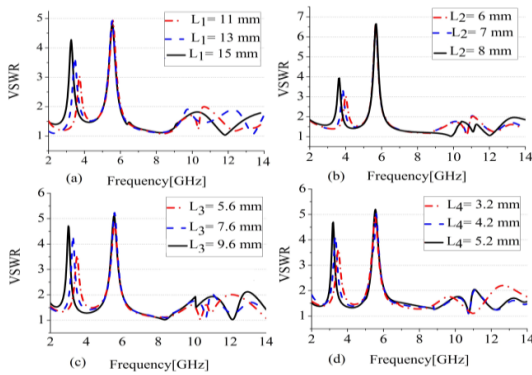 L1= 11 mm
L1= 13 mm
L1= 15 mm
VSWR
5
4
3
2
1
2 4 6 8 10 12 14
(a) Frequency[GHz]
L2= 6 mm
L2= 7 mm
L2= 8 mm
VSWR
7
6
5
4
3
2
1
2 4 6 8 10 12 14
(b) Frequency[GHz]
L3= 5.6 mm
L3= 7.6 mm
L3= 9.6 mm
VSWR
6
5
4
3
2
1
2 4 6 8 10 12 14
(c) Frequency[GHz]
L4= 3.2 mm
L4= 4.2 mm
L4= 5.2 mm
VSWR
5
4
3
2
1
2 4 6 8 10 12 14
(d) Frequency[GHz]